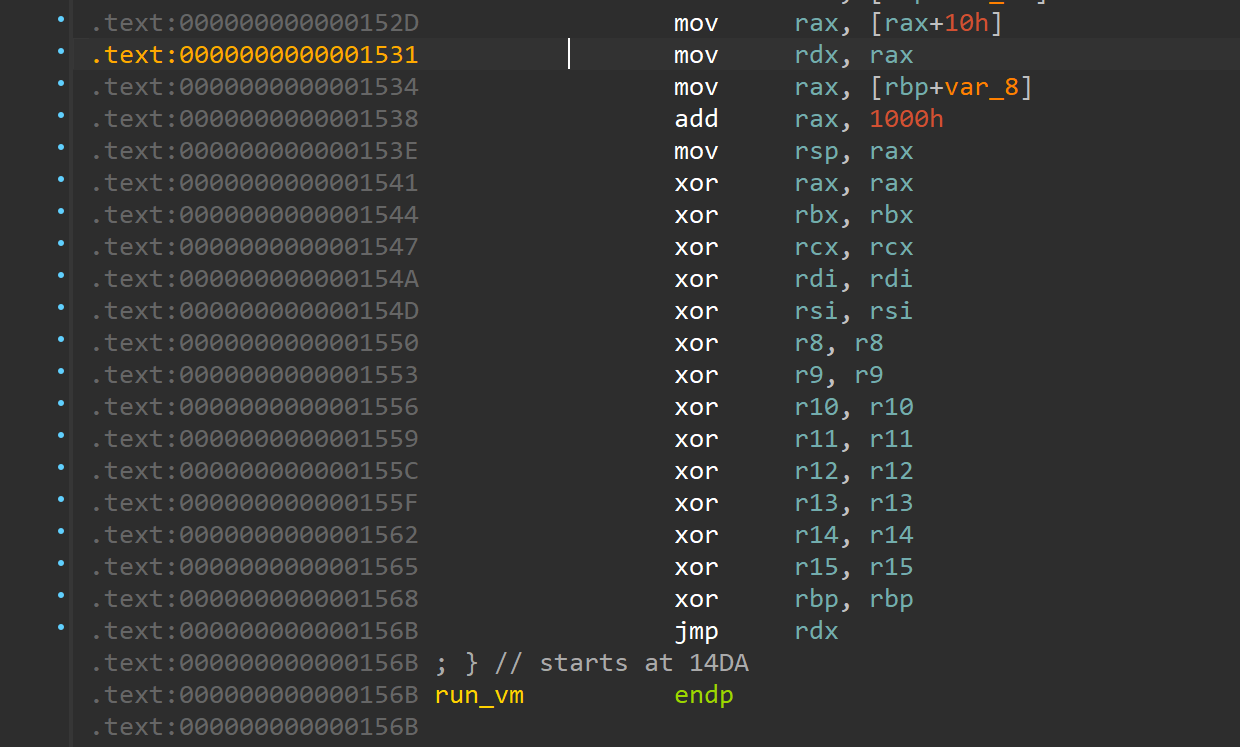 .text:000000000000152D mov rax, [rax+10h]
.text:0000000000001531 mov rdx, rax
.text:0000000000001534 mov rax, [rbp+var_8]
.text:0000000000001538 add rax, 1000h
.text:000000000000153E mov rsp, rax
.text:0000000000001541 xor rax, rax
.text:0000000000001544 xor rbx, rbx
.text:0000000000001547 xor rcx, rcx
.text:000000000000154A xor rdi, rdi
.text:000000000000154D xor rsi, rsi
.text:0000000000001550 xor r8, r8
.text:0000000000001553 xor r9, r9
.text:0000000000001556 xor r10, r10
.text:0000000000001559 xor r11, r11
.text:000000000000155C xor r12, r12
.text:000000000000155F xor r13, r13
.text:0000000000001562 xor r14, r14
.text:0000000000001565 xor r15, r15
.text:0000000000001568 xor rbp, rbp
.text:000000000000156B jmp rdx
.text:000000000000156B ; } // starts at 14DA
.text:000000000000156B run_vm endp
.text:000000000000156B